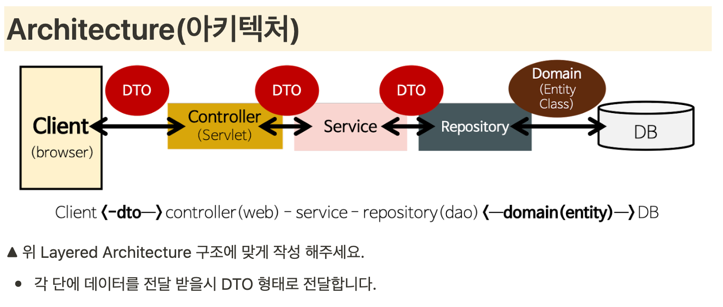 Architecture(아키텍처)
DTO
DTO
DTO
Domain
(Entity
Class)
Client
(browser)
Controller
(Servlet)
Service
Repository
DB
Client <-dto—> controller(web) – service – repository(dao) <—domain(entity)—> DB
▲ 위 Layered Architecture 구조에 맞게 작성 해주세요.
• 각 단에 데이터를 전달 받을시 DTO 형태로 전달합니다.